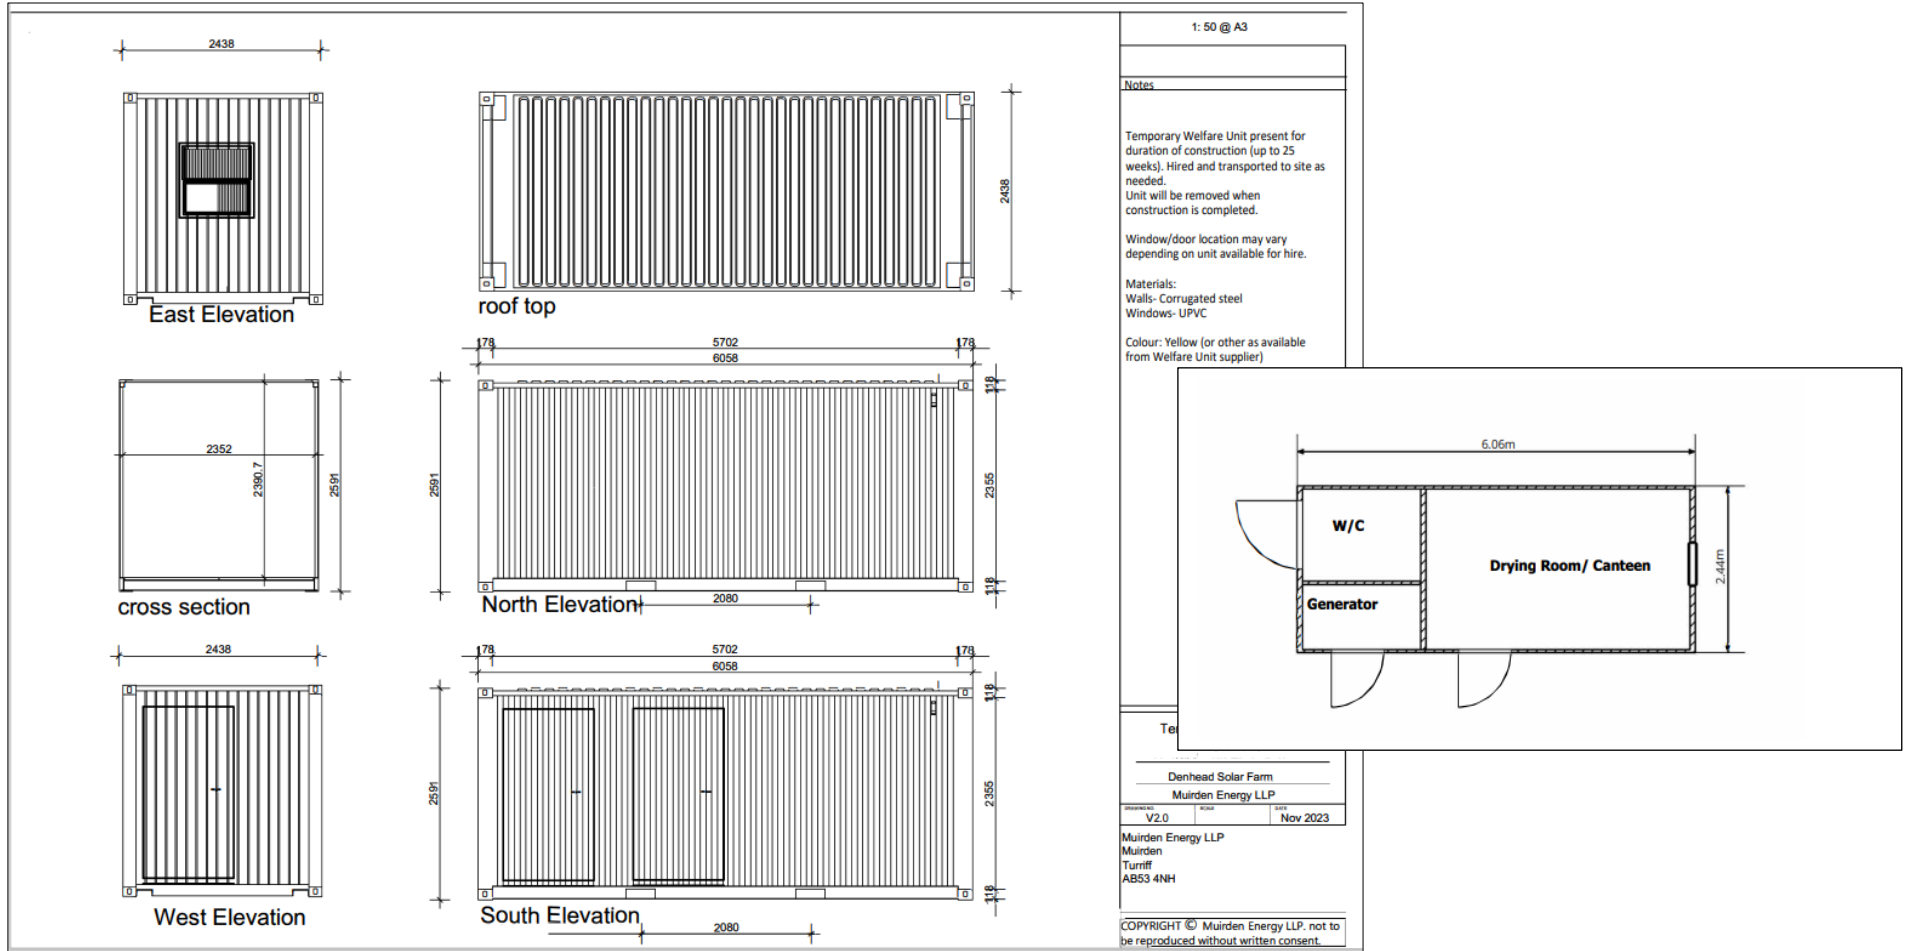 2438
East Elevation
roof top
2438
178
5702
178
6058
2352
2390.7
2591
cross section
2591
118
2355
118
North Elevation
2080
2438
West Elevation
178
5702
178
6058
2591
118
2355
118
South Elevation
2080
1: 50 @ A3
Notes
Temporary Welfare Unit present for
duration of construction (up to 25
weeks). Hired and transported to site as
needed.
Unit will be removed when
construction is completed.
Window/door location may vary
depending on unit available for hire.
Materials:
Walls- Corrugated steel
Windows- UPVC
Colour: Yellow (or other as available
from Welfare Unit supplier)
6.06m
W/C
Drying Room/ Canteen
Generator
2.44m
Denhead Solar Farm
Muirden Energy LLP
DRAWING NO.
SCALE
DATE
V2.0
Nov 2023
Muirden Energy LLP
Muirden
Turriff
AB53 4NH
COPYRIGHT © Muirden Energy LLP. not to
be reproduced without written consent.